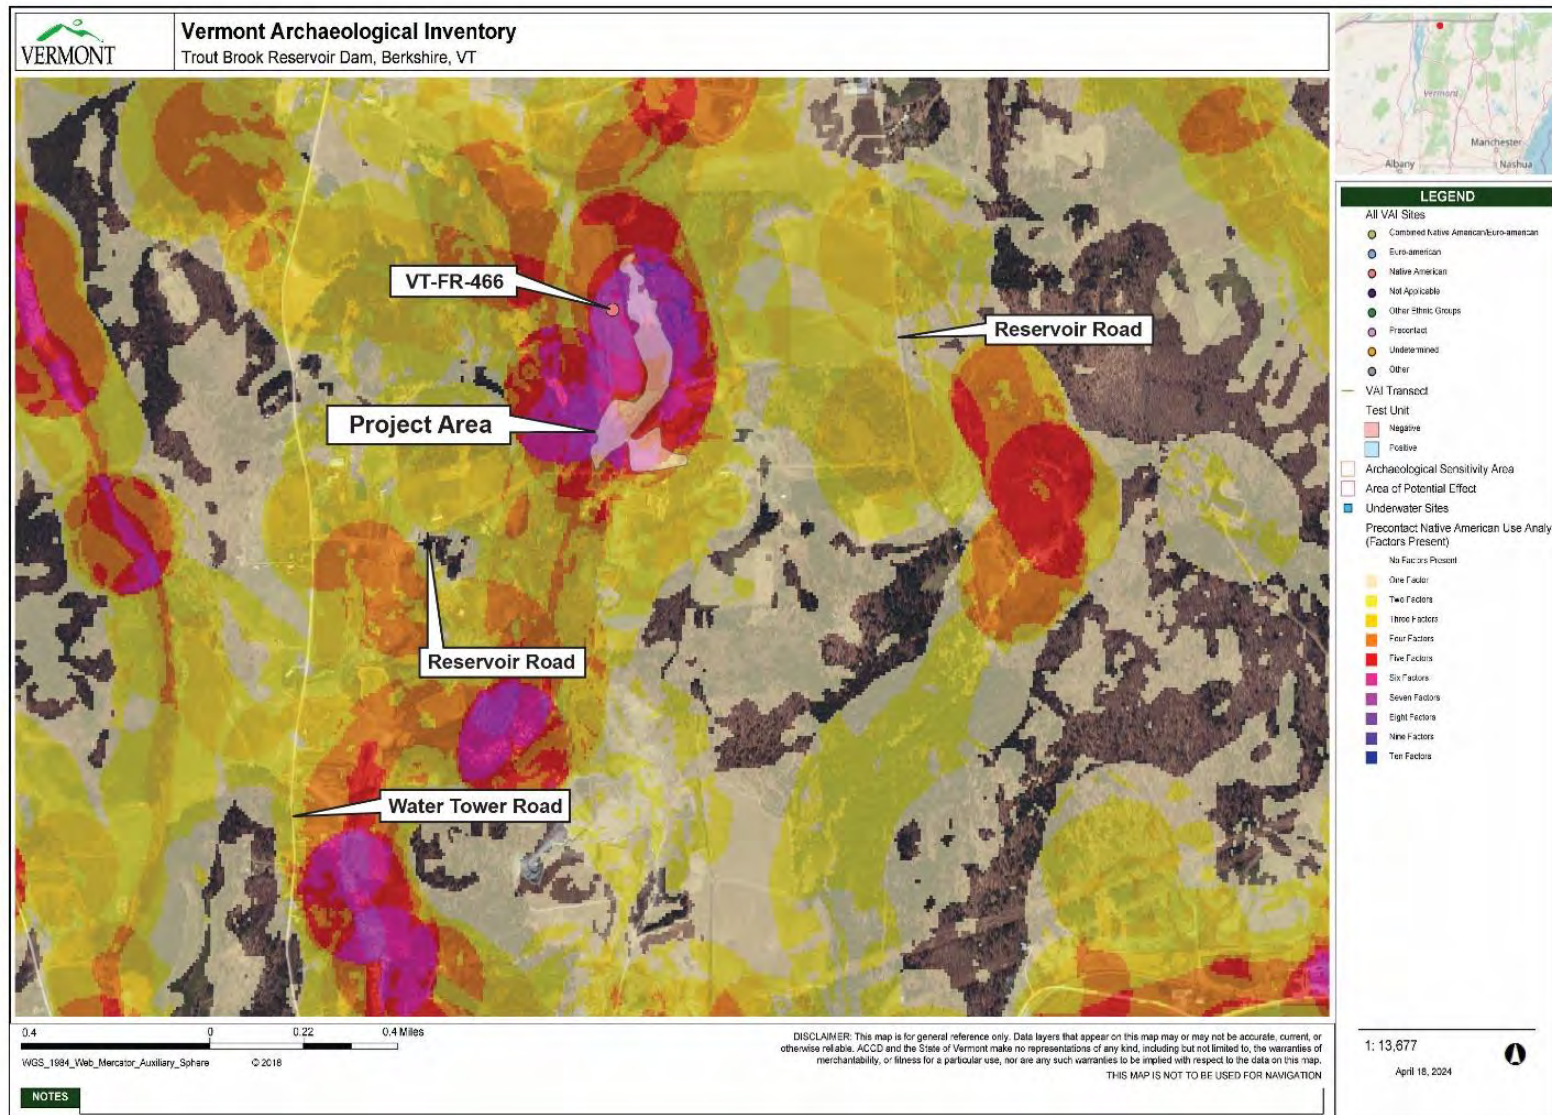 VERMONT
Vermont Archaeological Inventory
Trout Brook Reservoir Dam, Berkshire, VT
Vermont
Manchester
Albany
Nashua
LEGEND
All VAI Sites
Combined Native American/Euro-american
Euro-american
Native American
Not Applicable
Other Ethnic Groups
Precontact
Undetermined
Other
VAI Transect
Test Unit
Negative
Positive
Archaeological Sensitivity Area
Area of Potential Effect
Underwater Sites
Precontact Native American Use Analy
(Factors Present)
No Factors Present
One Factor
Two Factors
Three Factors
Four Factors
Five Factors
Six Factors
Seven Factors
Eight Factors
Nine Factors
Ten Factors
VT-FR-466
Reservoir Road
Project Area
Reservoir Road
Water Tower Road
0.4 0 0.22 0.4 Miles
WGS_1984_Web_Mercator_Auxiliary_Sphere © 2018
DISCLAIMER: This map is for general reference only. Data layers that appear on this map may or may not be accurate, current, or
otherwise reliable. ACCD and the State of Vermont make no representations of any kind, including but not limited to, the warranties of
merchantability, or fitness for a particular use, nor are any such warranties to be implied with respect to the data on this map.
THIS MAP IS NOT TO BE USED FOR NAVIGATION
1: 13,677
April 18, 2024
NOTES